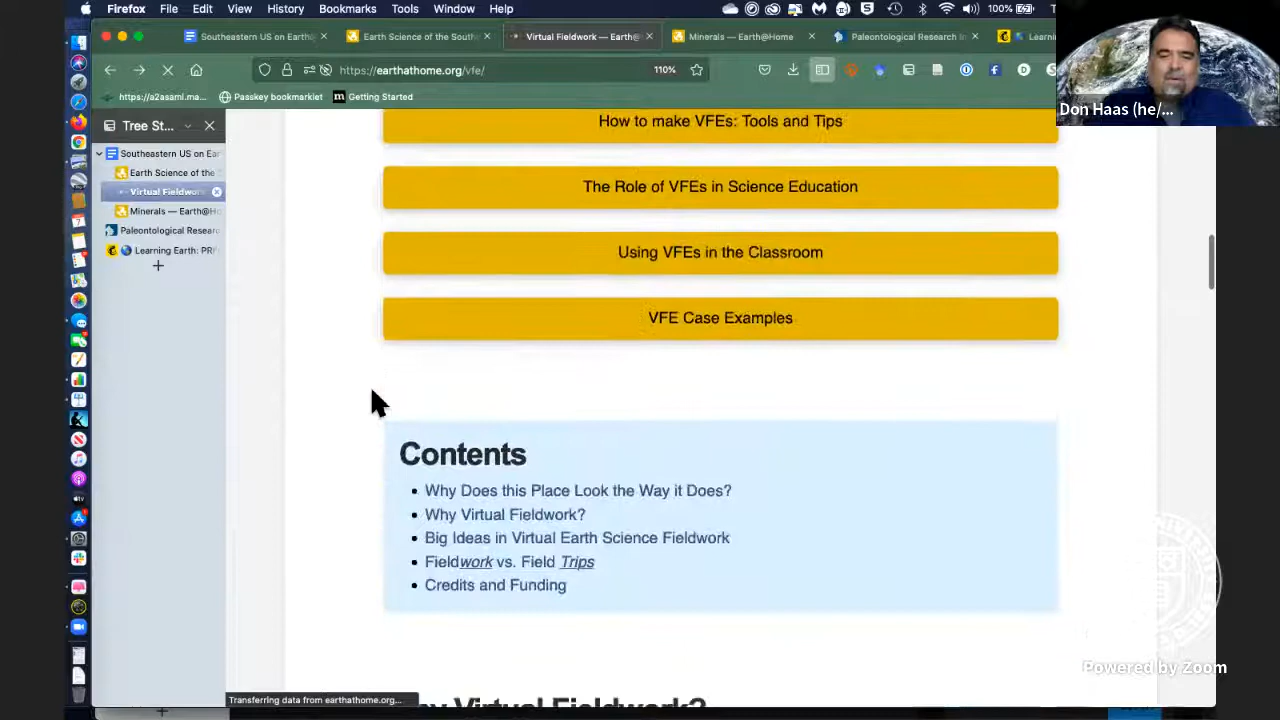 Firefox File Edit View History Bookmarks Tools Window Help 100%
Southeastern US on Earth@
Earth Science of the South
Virtual Fieldwork — Earth@
Minerals — Earth@Home
Paleontological Research In
https://earthathome.org/vfe/
110%
https://a2asaml.ma...
Passkey bookmarklet
Getting Started
Don Haas (he/...
Tree St...
Southeastern US on Ear
Earth Science of the
Virtual Fieldwor
Minerals — Earth@Ho
Paleontological Researc
Learning Earth: PRI
How to make VFEs: Tools and Tips
The Role of VFEs in Science Education
Using VFEs in the Classroom
VFE Case Examples
Contents
Why Does this Place Look the Way it Does?
Why Virtual Fieldwork?
Big Ideas in Virtual Earth Science Fieldwork
Fieldwork vs. Field Trips
Credits and Funding
Powered by Zoom
Transferring data from earthathome.org...
Virtual Fieldwork?